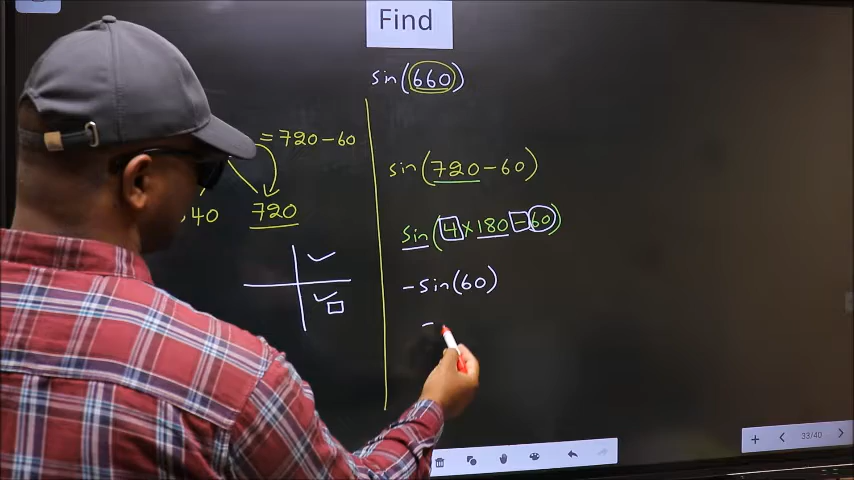 Find
sin(660)
= 720 - 60
40
720
sin(720 - 60)
sin(4 × 180 - 60)
- sin(60)
-
33/40